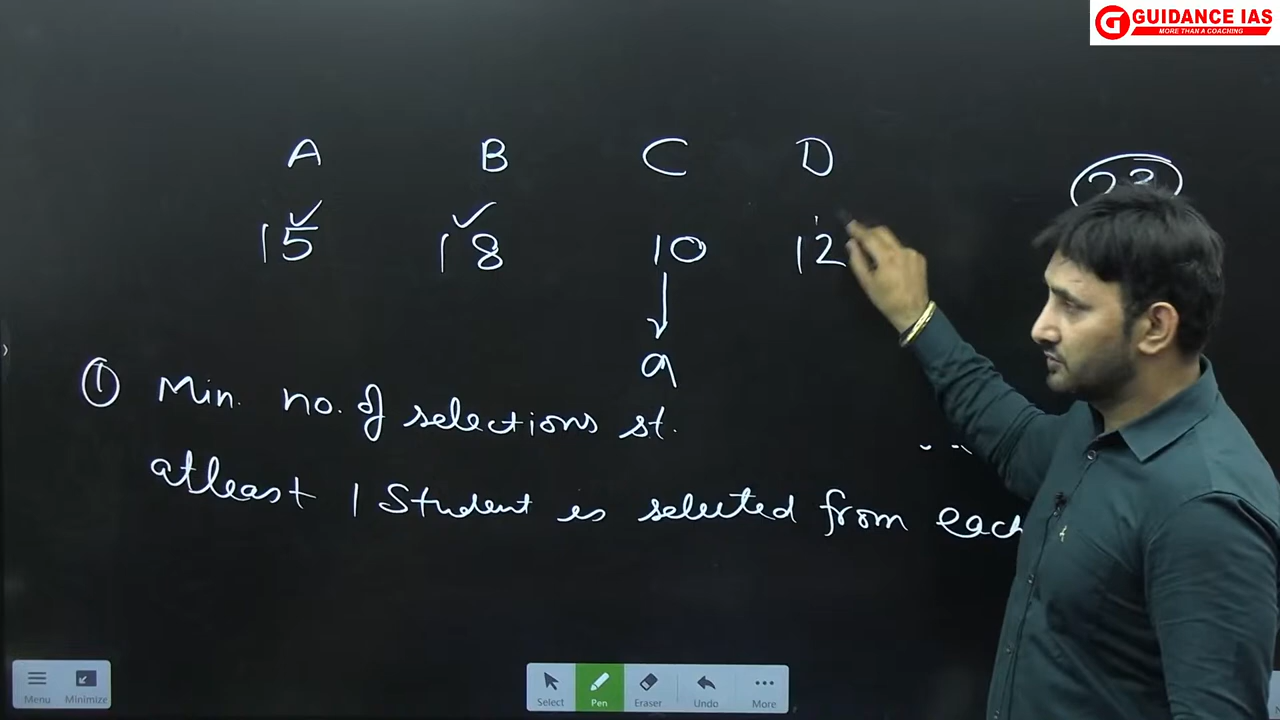 GUIDANCE IAS
MORE THAN A COACHING
A B C D
15 18 10 12
9
① Min. no. of selections st.
atleast 1 Student is selected from each
Menu Minimize Select Pen Eraser Undo More